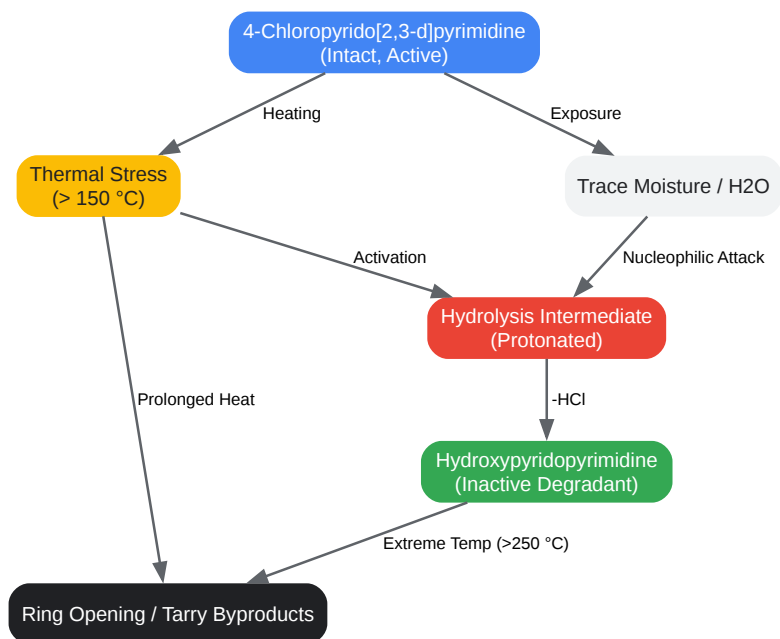 4-Chloropyrido[2,3-d]pyrimidine
(Intact, Active)
Heating
Exposure
Thermal Stress
(> 150 °C)
Trace Moisture / H2O
Activation
Nucleophilic Attack
Hydrolysis Intermediate
(Protonated)
Prolonged Heat
-HCl
Hydroxypyridopyrimidine
(Inactive Degradant)
Extreme Temp (>250 °C)
Ring Opening / Tarry Byproducts